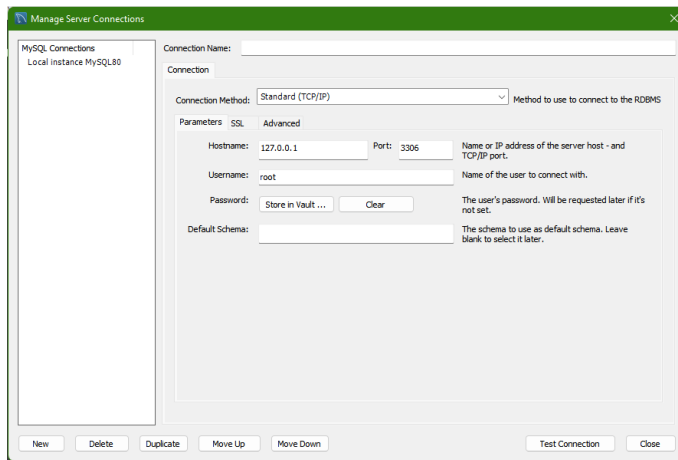 Manage Server Connections
MySQL Connections
Local instance MySQL80
Connection Name:
Connection
Connection Method: Standard (TCP/IP) Method to use to connect to the RDBMS
Parameters SSL Advanced
Hostname: 127.0.0.1 Port: 3306 Name or IP address of the server host - and
TCP/IP port.
Username: root Name of the user to connect with.
Password: Store in Vault ... Clear The user's password. Will be requested later if it's
not set.
Default Schema: The schema to use as default schema. Leave
blank to select it later.
New Delete Duplicate Move Up Move Down Test Connection Close